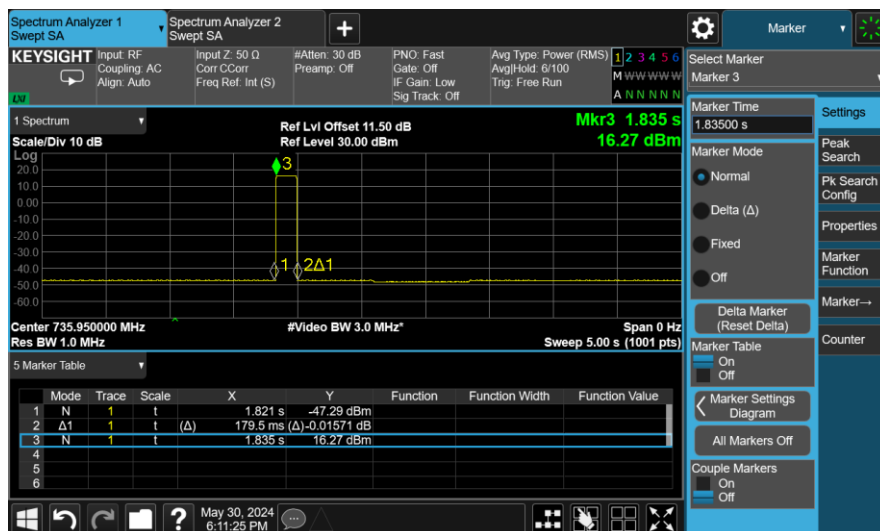 Spectrum Analyzer 1
Swept SA
Spectrum Analyzer 2
Swept SA
+
Marker
KEYSIGHT
LXI
Input: RF
Coupling: AC
Align: Auto
Input Z: 50 Ω
Corr CCorr
Freq Ref: Int (S)
#Atten: 30 dB
Preamp: Off
PNO: Fast
Gate: Off
IF Gain: Low
Sig Track: Off
Avg Type: Power (RMS)
Avg|Hold: 6/100
Trig: Free Run
1 2 3 4 5 6
M W W W W W
A N N N N N
Select Marker
Marker 3
1 Spectrum
Scale/Div 10 dB
Ref Lvl Offset 11.50 dB
Ref Level 30.00 dBm
Mkr3 1.835 s
16.27 dBm
Log
20.0
10.0
0.00
-10.0
-20.0
-30.0
-40.0
-50.0
-60.0
3
1
2Δ1
Center 735.950000 MHz
Res BW 1.0 MHz
#Video BW 3.0 MHz*
Span 0 Hz
Sweep 5.00 s (1001 pts)
5 Marker Table
Mode Trace Scale X Y Function Function Width Function Value
1 N 1 t 1.821 s -47.29 dBm
2 Δ1 1 t (Δ) 179.5 ms (Δ) -0.01571 dB
3 N 1 t 1.835 s 16.27 dBm
4
5
6
Marker Time
1.83500 s
Marker Mode
Normal
Delta (Δ)
Fixed
Off
Delta Marker
(Reset Delta)
Marker Table
On
Off
Marker Settings
Diagram
All Markers Off
Couple Markers
On
Off
Settings
Peak
Search
Pk Search
Config
Properties
Marker
Function
Marker→
Counter
?
May 30, 2024
6:11:25 PM